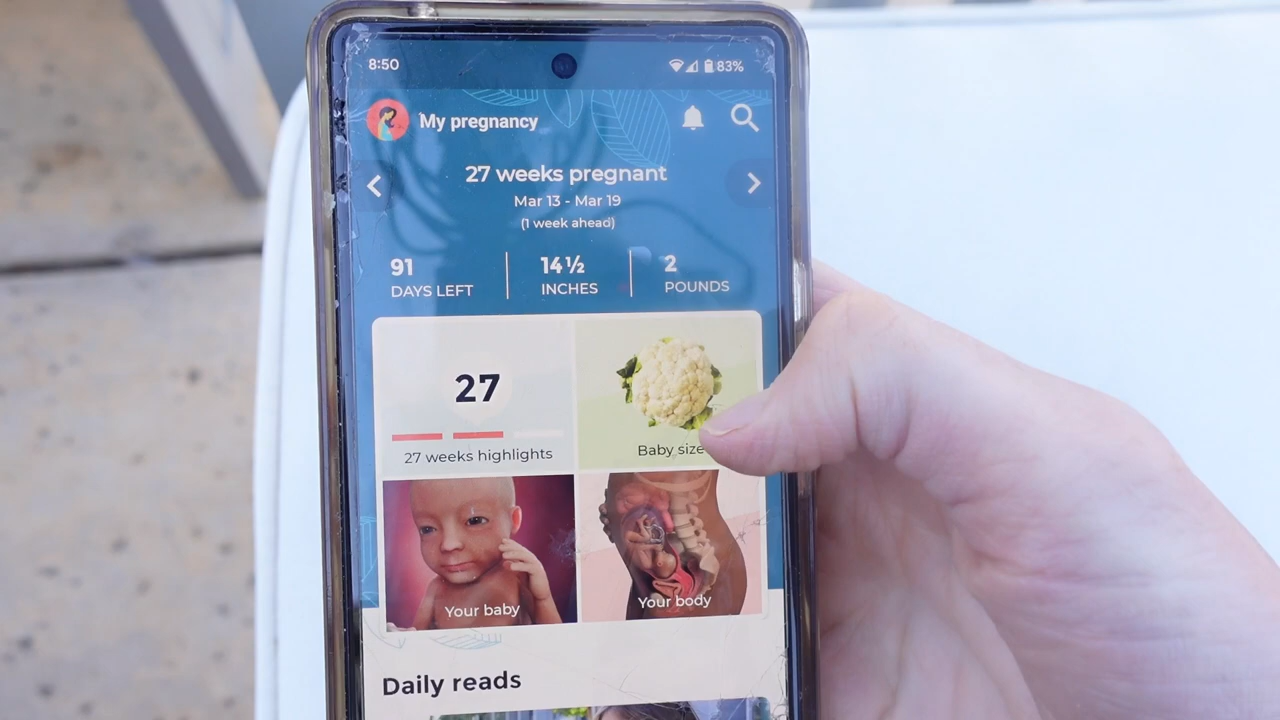 8:50
83%
My pregnancy
27 weeks pregnant
Mar 13 - Mar 19
(1 week ahead)
91
DAYS LEFT
14½
INCHES
2
POUNDS
27
27 weeks highlights
Baby size
Your baby
Your body
Daily reads